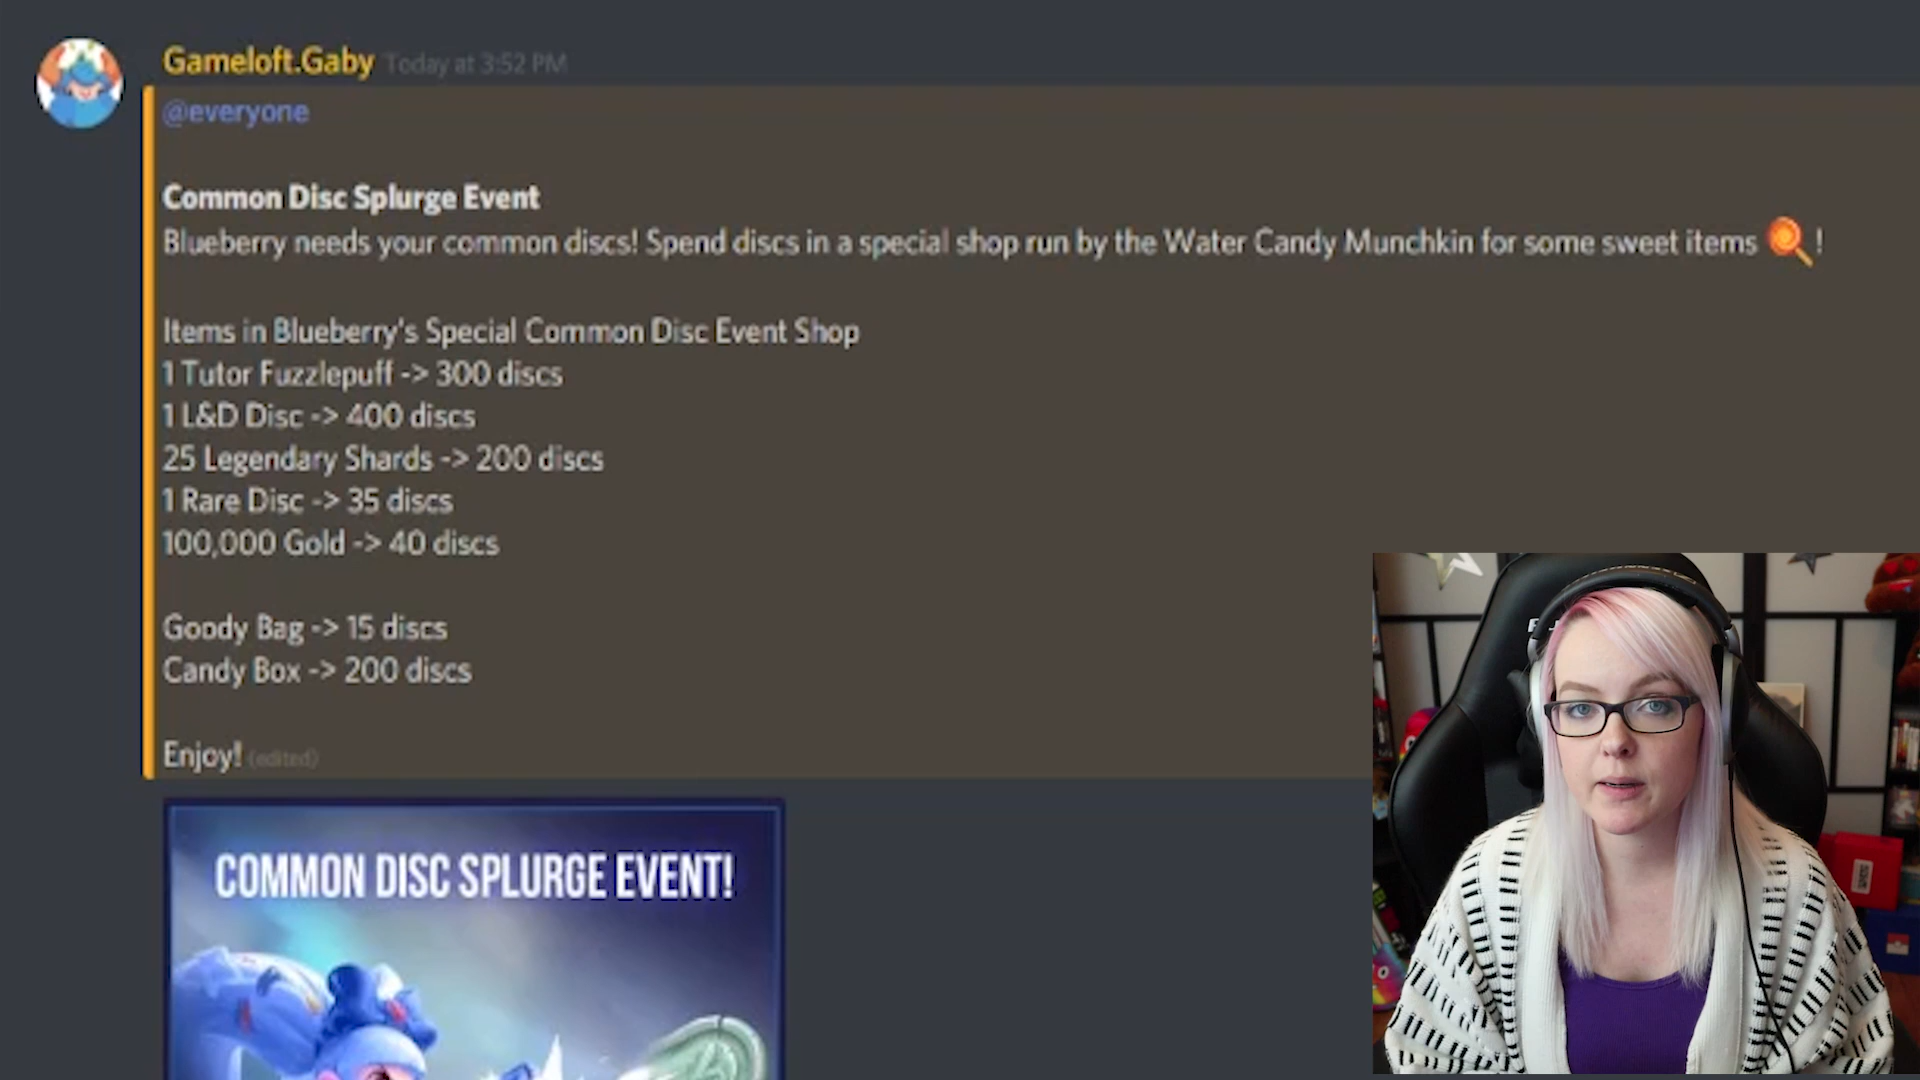 Gameloft.Gaby Today at 3:52 PM
@everyone
Common Disc Splurge Event
Blueberry needs your common discs! Spend discs in a special shop run by the Water Candy Munchkin for some sweet items !
Items in Blueberry's Special Common Disc Event Shop
1 Tutor Fuzzlepuff -> 300 discs
1 L&D Disc -> 400 discs
25 Legendary Shards -> 200 discs
1 Rare Disc -> 35 discs
100,000 Gold -> 40 discs
Goody Bag -> 15 discs
Candy Box -> 200 discs
Enjoy! (edited)
COMMON DISC SPLURGE EVENT!